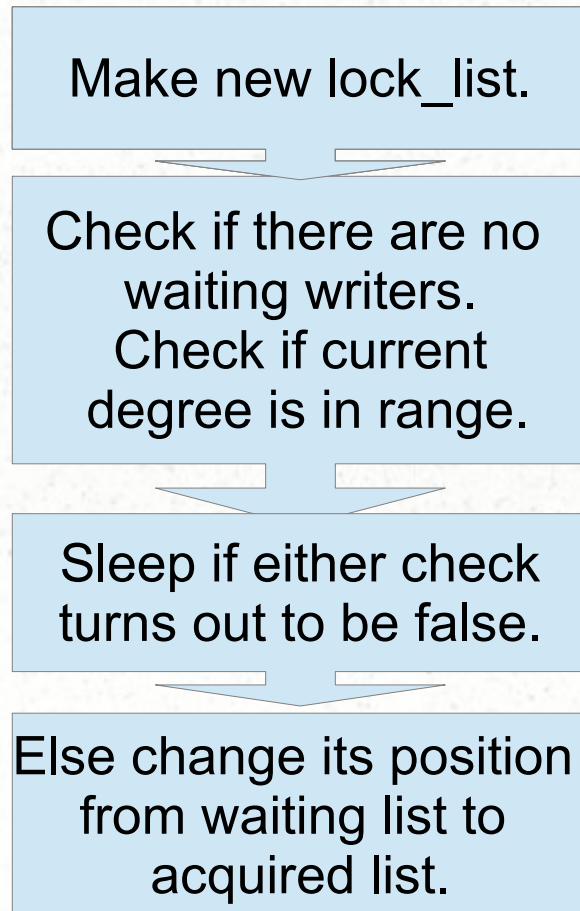 Make new lock_list.
Check if there are no
waiting writers.
Check if current
degree is in range.
Sleep if either check
turns out to be false.
Else change its position
from waiting list to
acquired list.